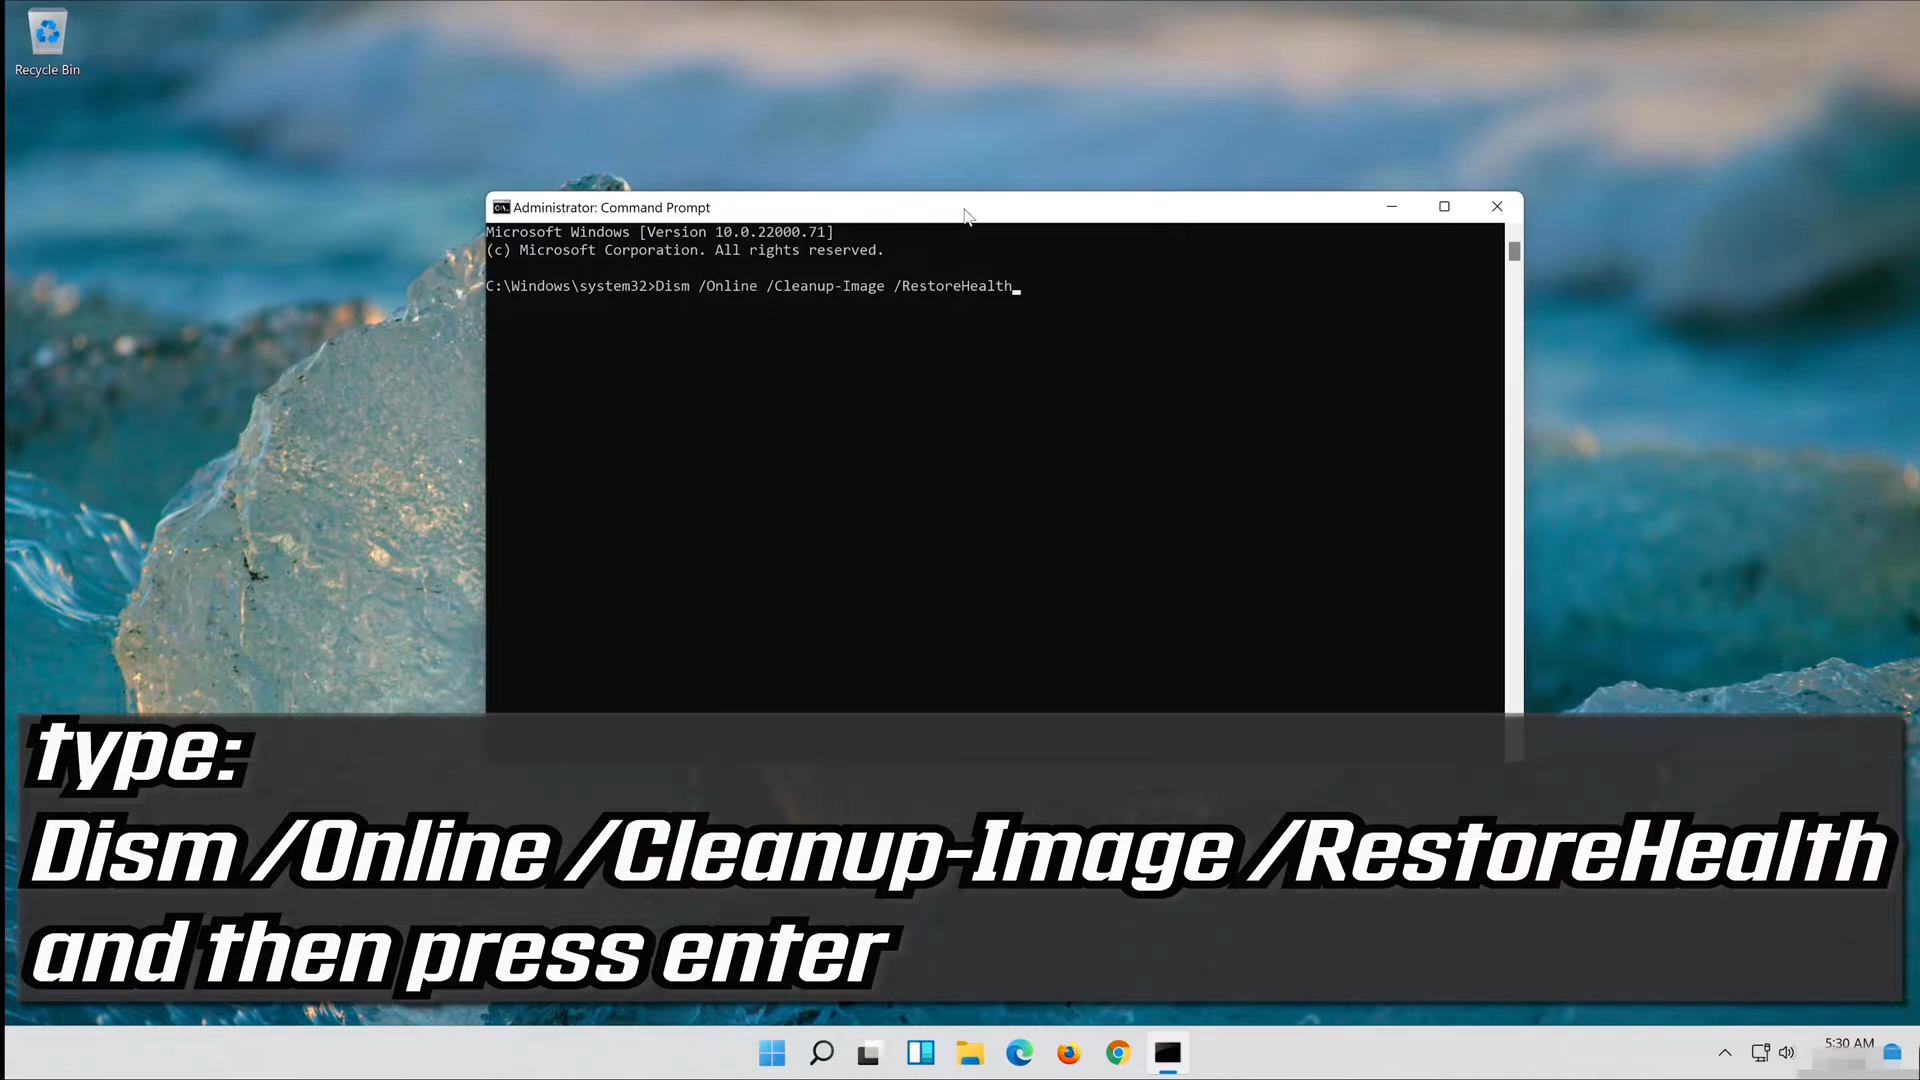 Recycle Bin
Administrator: Command Prompt
Microsoft Windows [Version 10.0.22000.71]
(c) Microsoft Corporation. All rights reserved.
C:\Windows\system32>Dism /Online /Cleanup-Image /RestoreHealth
type:
Dism /Online /Cleanup-Image /RestoreHealth
and then press enter
5:30 AM